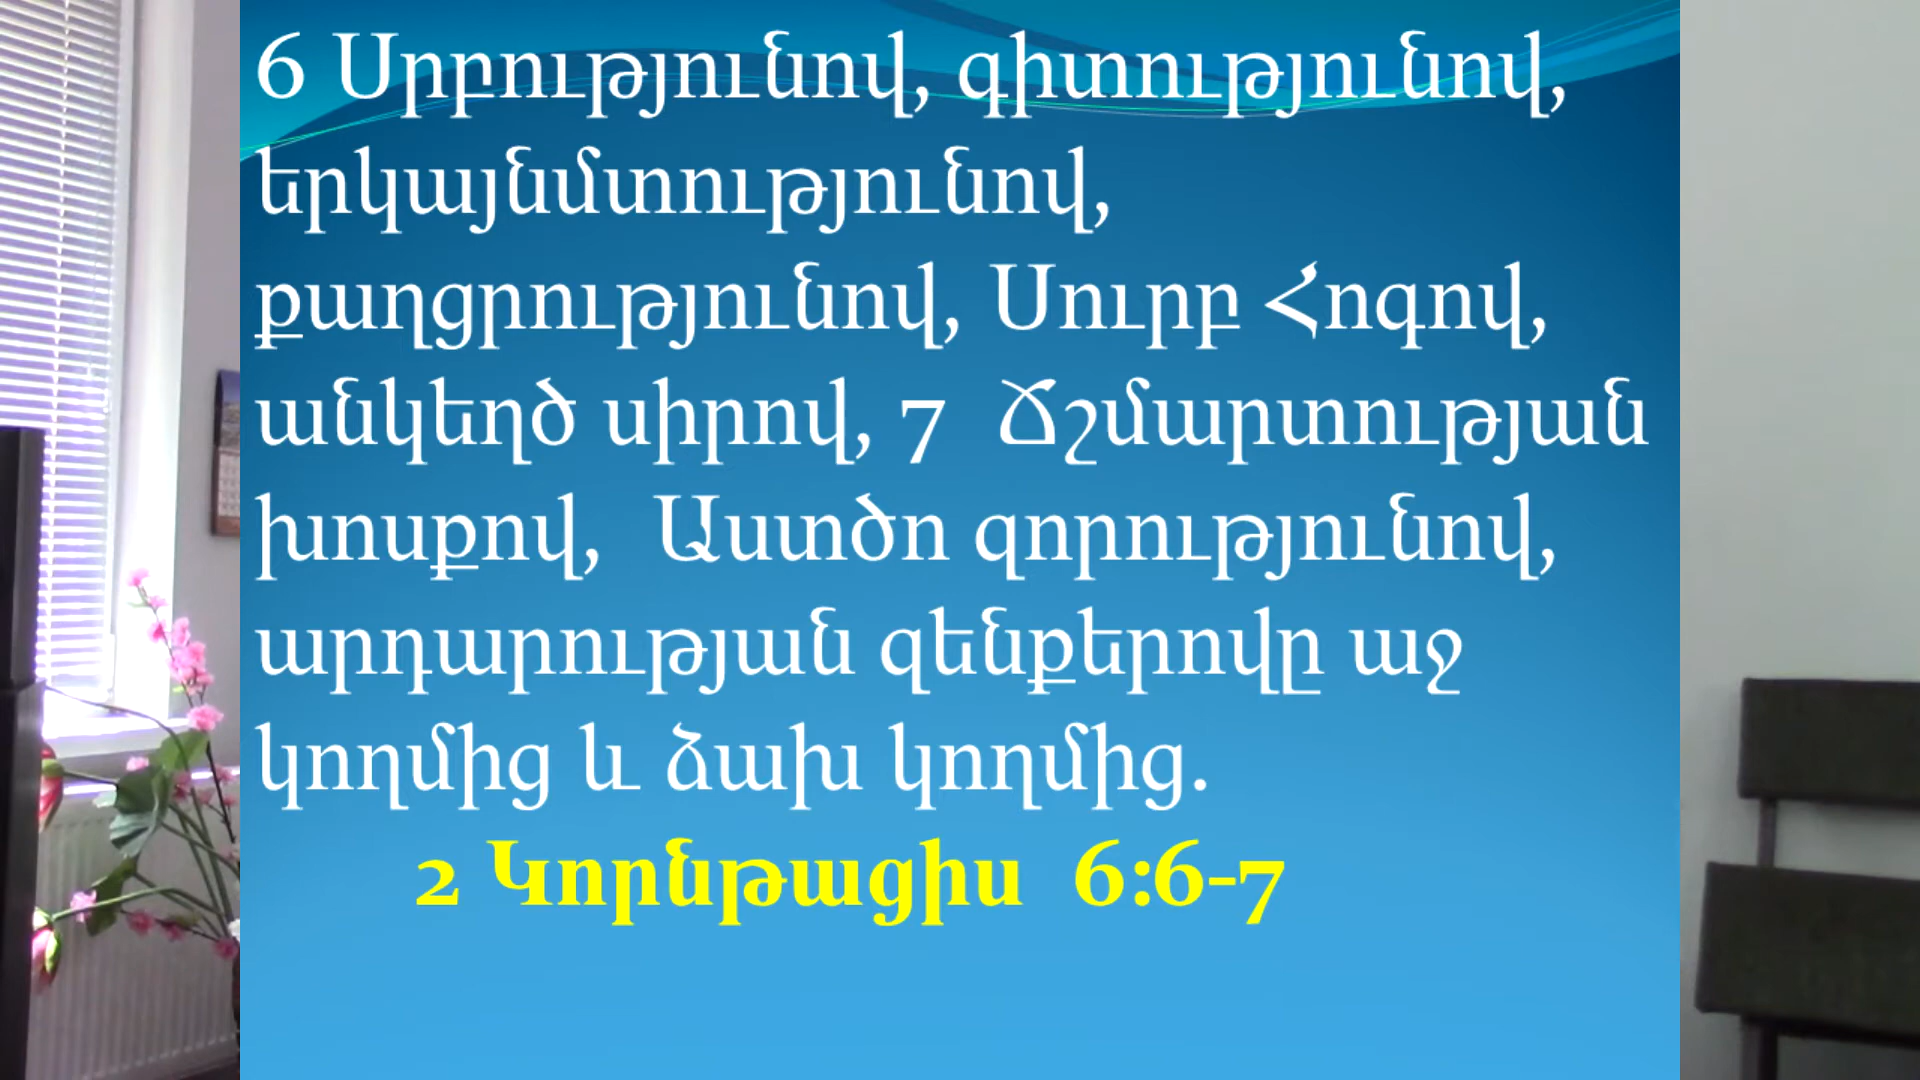 6 Սրբությունով, գիտությունով,
երկայնմտությունով,
քաղցրությունով, Սուրբ Հոգով,
անկեղծ սիրով, 7  Ճշմարտության
խոսքով,  Աստծո զորությունով,
արդարության զենքերովը աջ
կողմից և ձախ կողմից.
2 Կորնթացիս  6:6-7